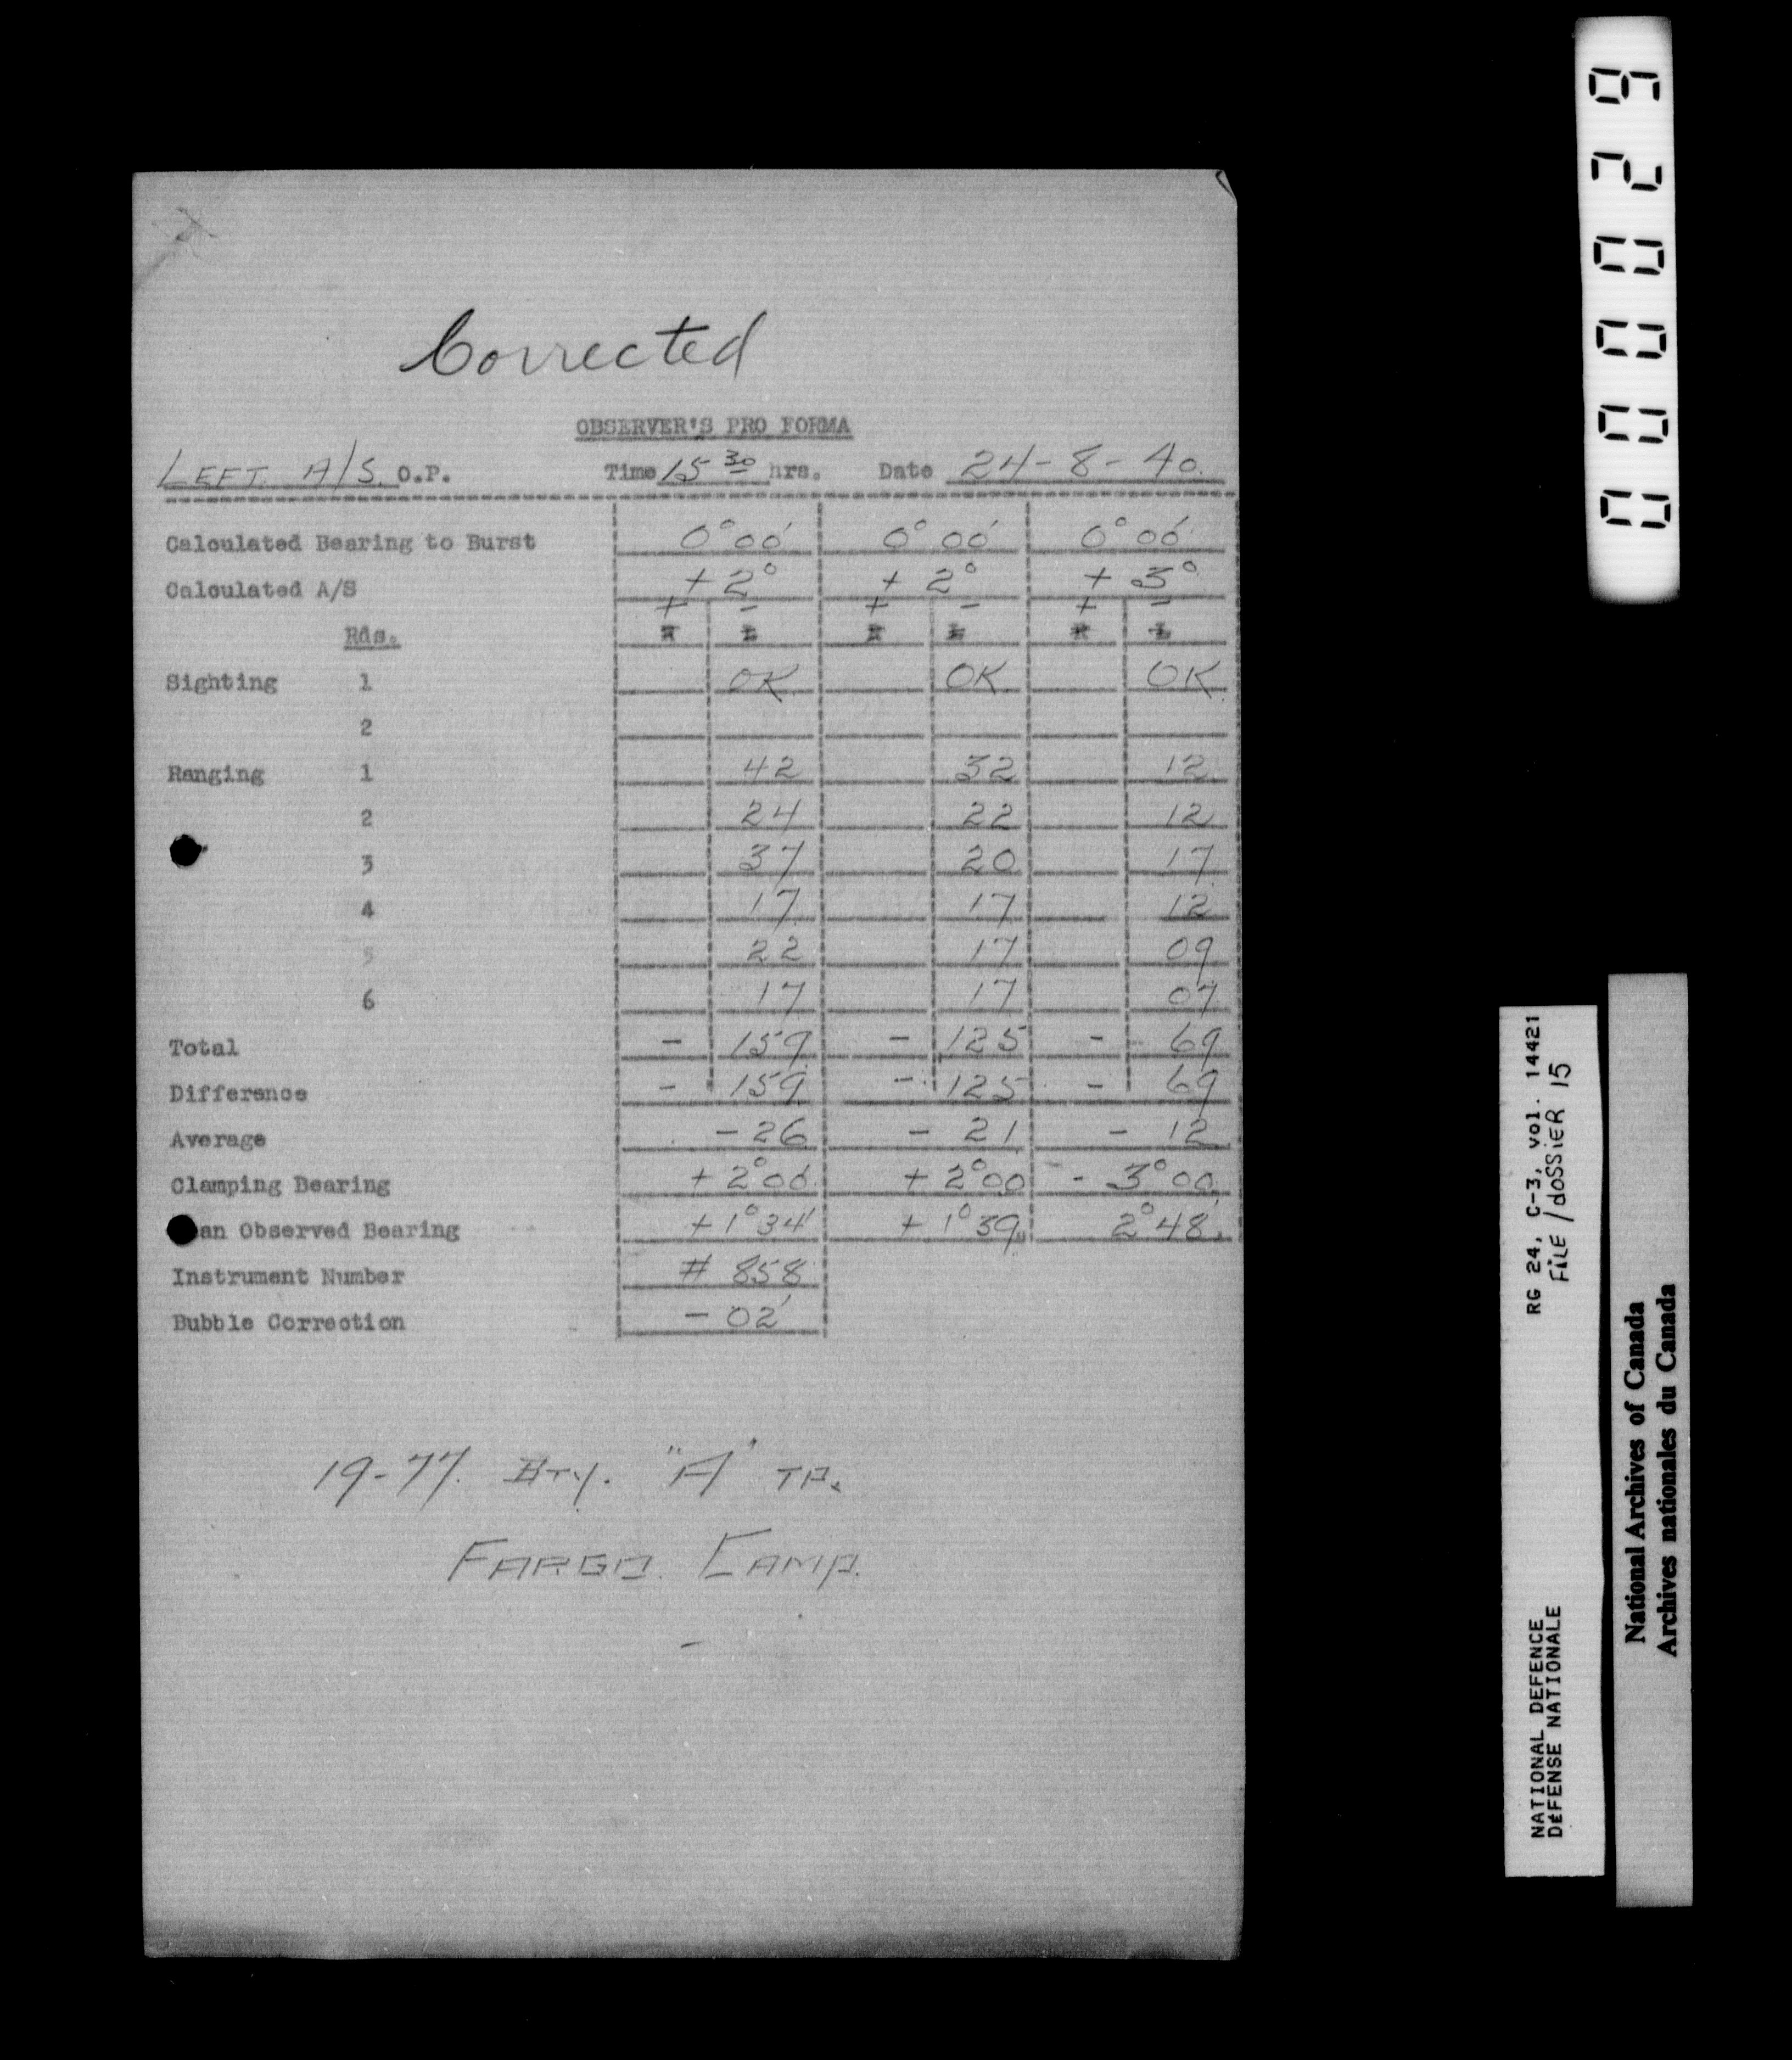 Corrected
OBSERVER'S PRO FORMA
LEFT A/S. O.P. Time 15 30 hrs. Date 24-8-40.
Calculated Bearing to Burst 0°00' 0°00' 0°00'
Calculated A/S +2° +2° +3°
+ - + - + -
Rds. R L R L R L
Sighting 1 OK OK OK
2
Ranging 1 42 32 12
2 24 22 12
3 37 20 17
4 17 17 12
5 22 17 09
6 17 17 07
Total - 159 - 125 - 69
Difference - 159 - 125 - 69
Average -26 - 21 - 12
Clamping Bearing +2°00' +2°00 - 3°00'
an Observed Bearing +1°34' +1°39' 2°48'
Instrument Number # 858
Bubble Correction - 02'
19-77. BTY. "A" TP.
FARGO CAMP.
000029
RG 24, C-3, vol. 14421
FILE/DOSSIER 15
NATIONAL DEFENCE
DÉFENSE NATIONALE
National Archives of Canada
Archives nationales du Canada